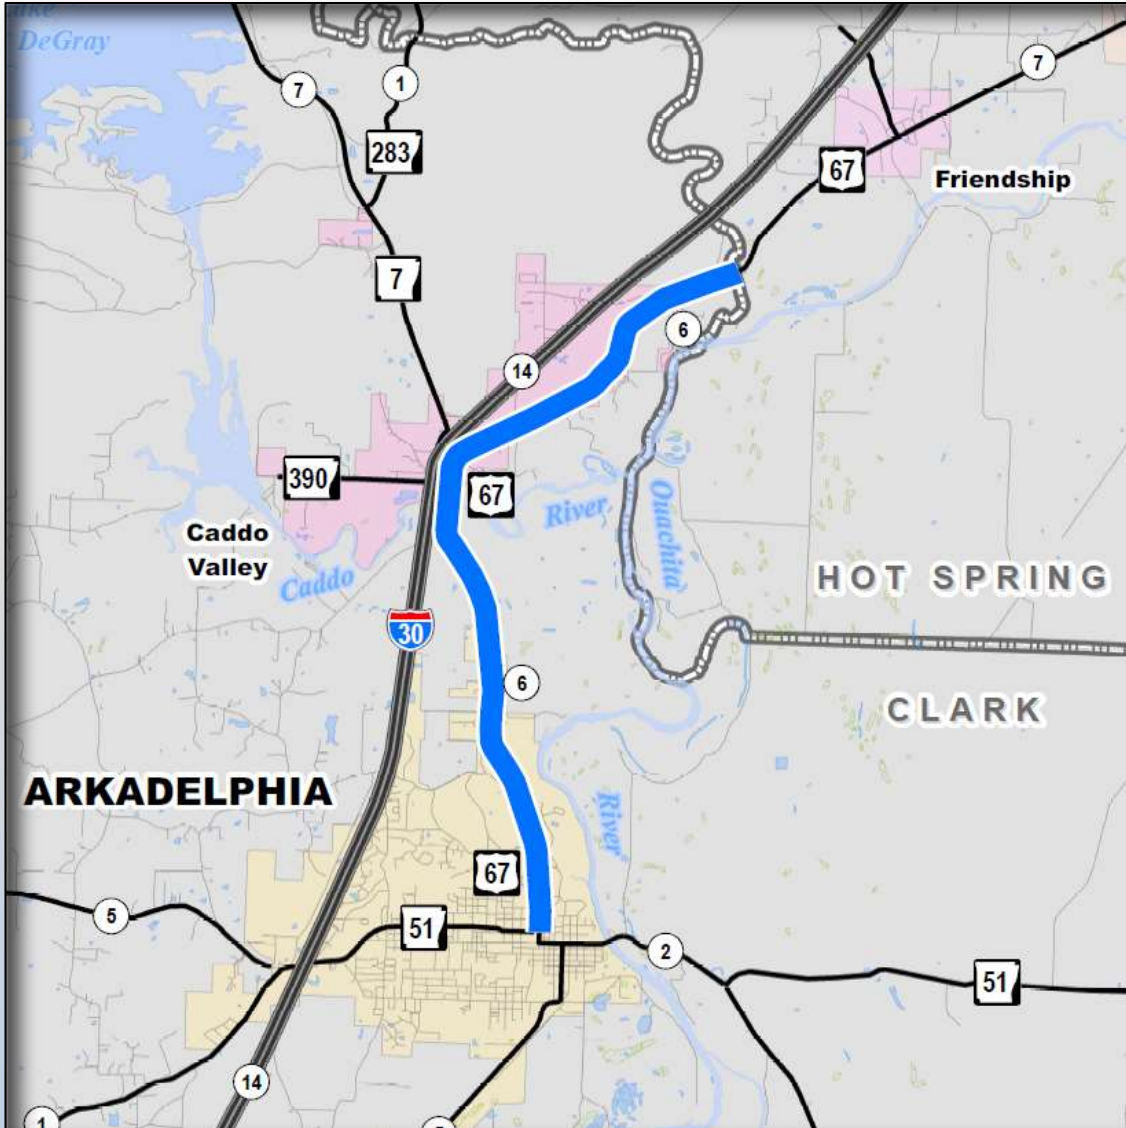 DeGray
7
1
283
7
67
Friendship
7
6
14
390
67
River
Caddo
Valley
Caddo
Ouachita
HOT SPRING
30
6
CLARK
ARKADELPHIA
River
67
5
51
2
51
14
1